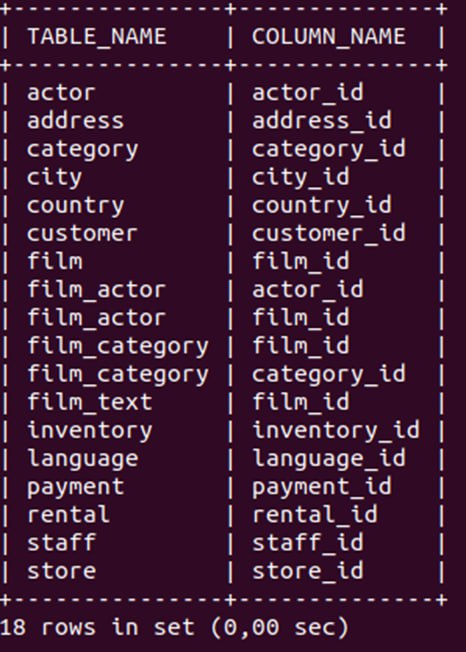 +---------------+--------------+
| TABLE_NAME    | COLUMN_NAME  |
+---------------+--------------+
| actor         | actor_id     |
| address       | address_id   |
| category      | category_id  |
| city          | city_id      |
| country       | country_id   |
| customer      | customer_id  |
| film          | film_id      |
| film_actor    | actor_id     |
| film_actor    | film_id      |
| film_category | film_id      |
| film_category | category_id  |
| film_text     | film_id      |
| inventory     | inventory_id |
| language      | language_id  |
| payment       | payment_id   |
| rental        | rental_id    |
| staff         | staff_id     |
| store         | store_id     |
+---------------+--------------+
18 rows in set (0,00 sec)